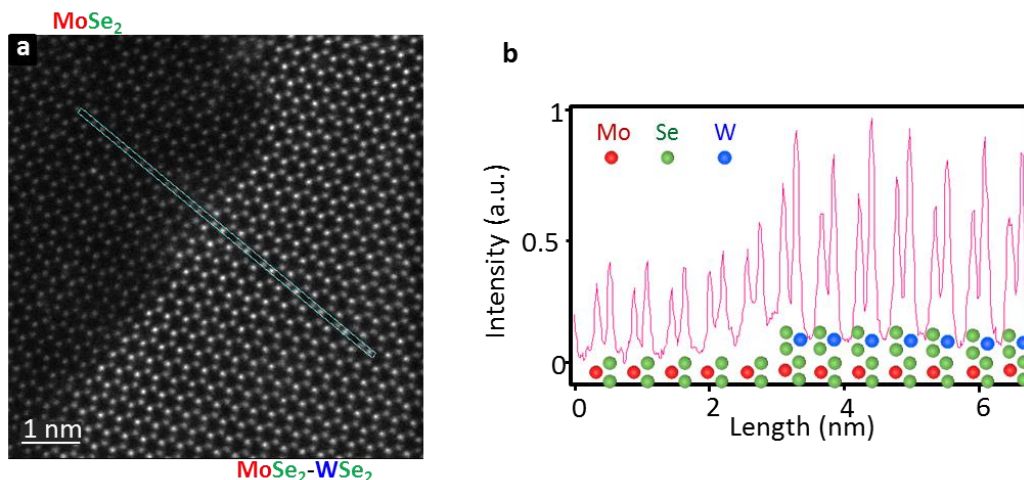 MoSe2
a
1 nm
MoSe2-WSe2
b
1
Mo Se W
0.5
Intensity (a.u.)
0
0 2 4 6
Length (nm)